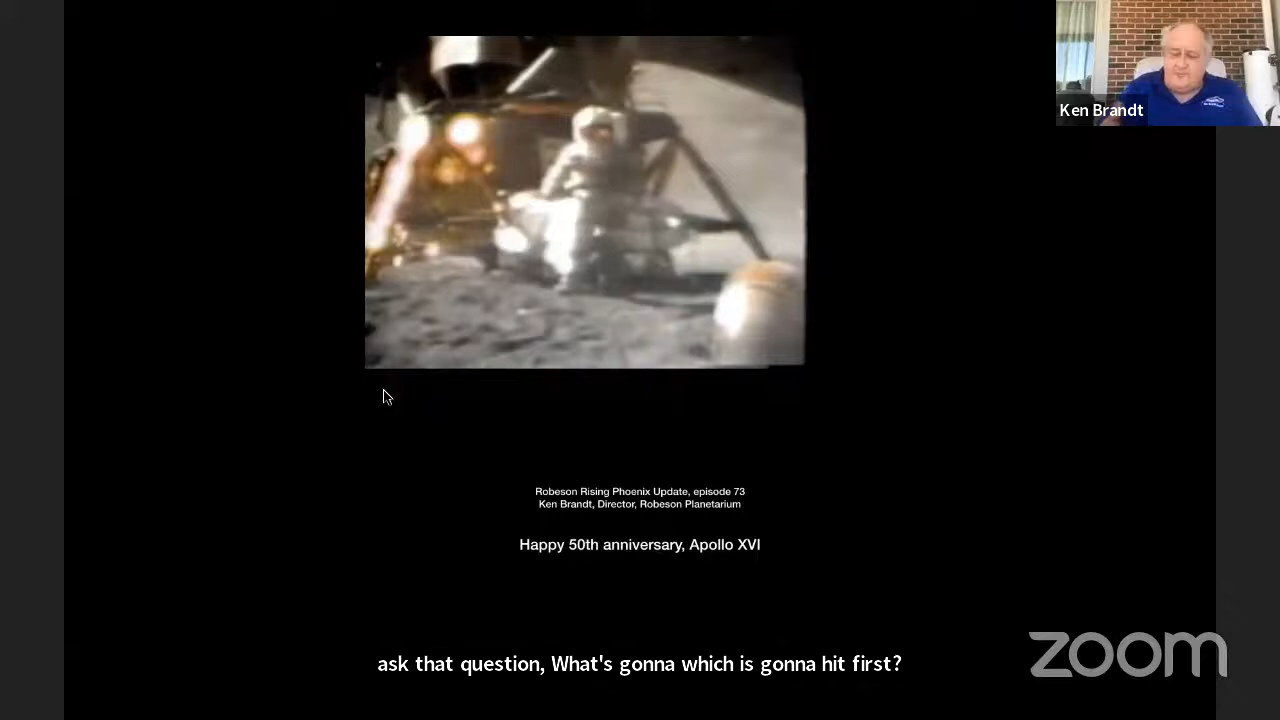 Ken Brandt
Robeson Rising Phoenix Update, episode 73
Ken Brandt, Director, Robeson Planetarium
Happy 50th anniversary, Apollo XVI
ask that question, What's gonna which is gonna hit first?
zoom